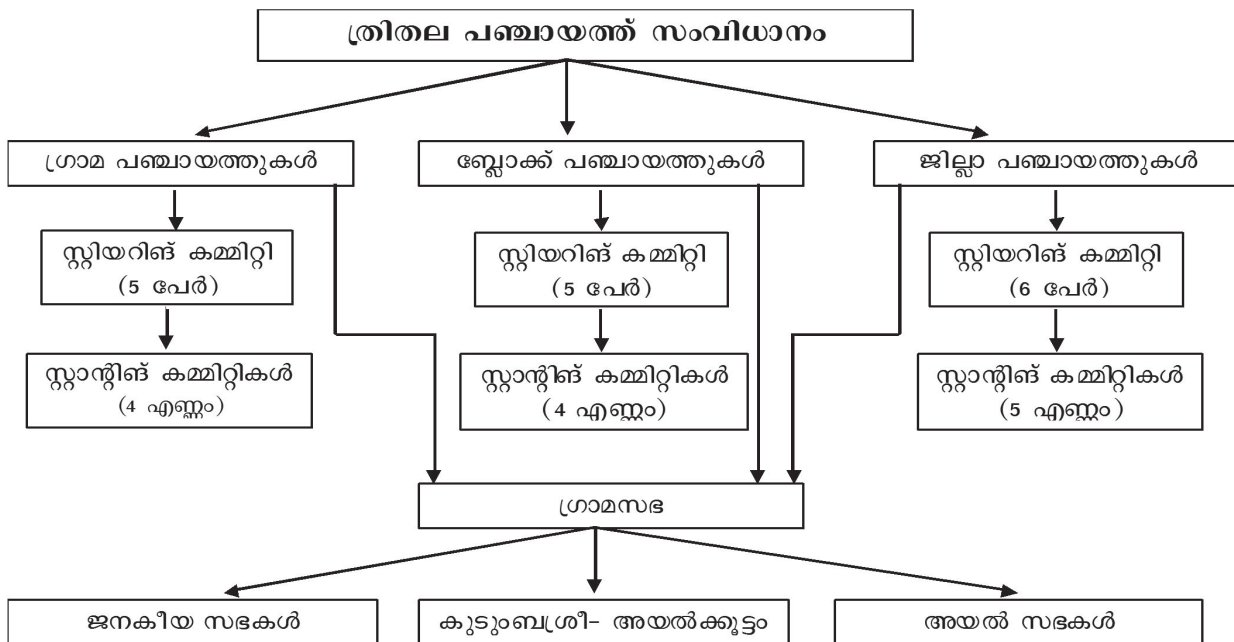 ത്രിതല പഞ്ചായത്ത് സംവിധാനം
ഗ്രാമ പഞ്ചായത്തുകൾ
ബ്ലോക്ക് പഞ്ചായത്തുകൾ
ജില്ലാ പഞ്ചായത്തുകൾ
സ്റ്റിയറിങ് കമ്മിറ്റി
(5 പേർ)
സ്റ്റിയറിങ് കമ്മിറ്റി
(5 പേർ)
സ്റ്റിയറിങ് കമ്മിറ്റി
(6 പേർ)
സ്റ്റാന്റിങ് കമ്മിറ്റികൾ
(4 എണ്ണം)
സ്റ്റാന്റിങ് കമ്മിറ്റികൾ
(4 എണ്ണം)
സ്റ്റാന്റിങ് കമ്മിറ്റികൾ
(5 എണ്ണം)
ഗ്രാമസഭ
ജനകീയ സഭകൾ
കുടുംബശ്രീ- അയൽക്കൂട്ടം
അയൽ സഭകൾ